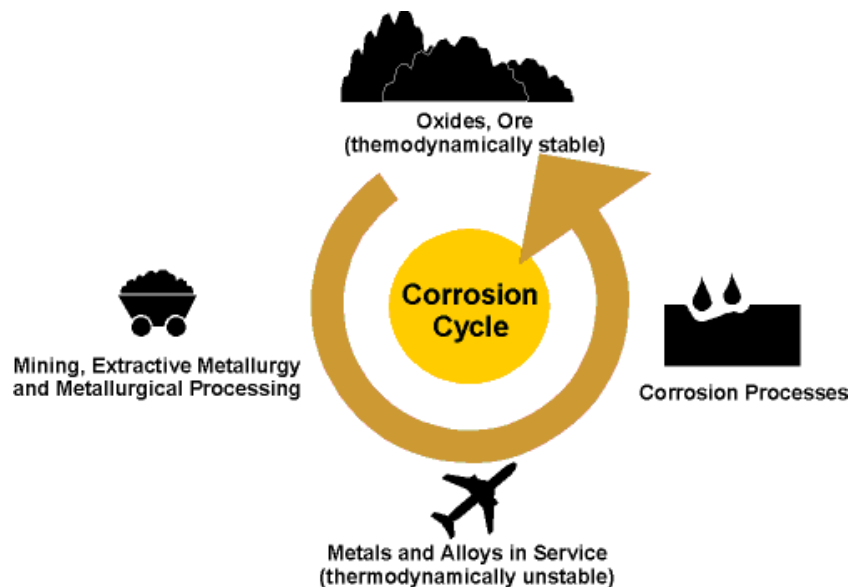 Oxides, Ore
(themodynamically stable)
Corrosion
Cycle
Mining, Extractive Metallurgy
and Metallurgical Processing
Corrosion Processes
Metals and Alloys in Service
(thermodynamically unstable)